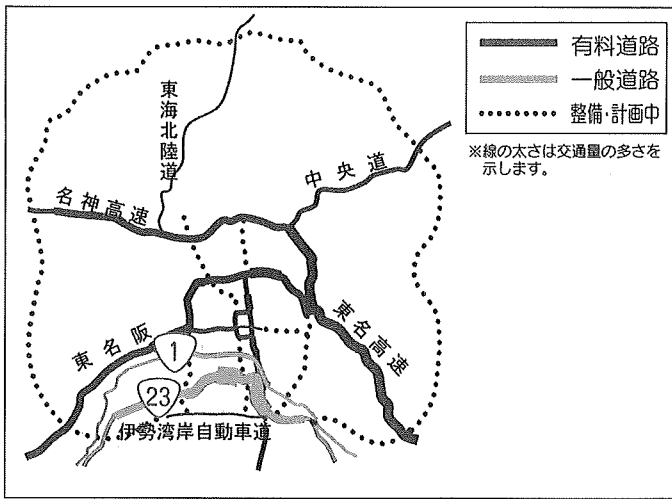 有料道路
一般道路
整備・計画中
※線の太さは交通量の多さを
示します。
東海北陸道
中央道
名神高速
東名阪
東名高速
1
23
伊勢湾岸自動車道